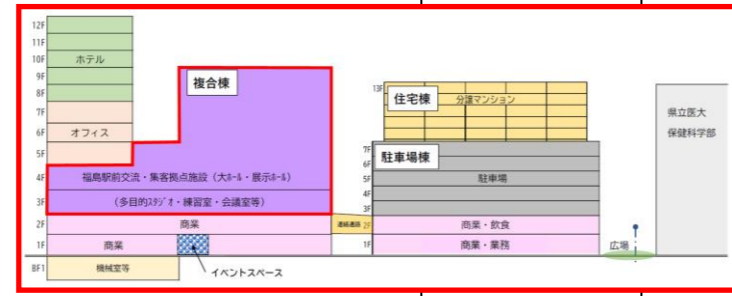 12F
11F
10F
9F
8F
7F
6F
5F
4F
3F
2F
1F
BF1
ホテル
オフィス
複合棟
福島駅前交流・集客拠点施設（大ホール・展示ホール）
（多目的スタジオ・練習室・会議室等）
商業
商業
イベントスペース
機械室等
連絡通路
13F
住宅棟
分譲マンション
7F
6F
5F
4F
3F
2F
1F
駐車場棟
駐車場
商業・飲食
商業・業務
広場
県立医大
保健科学部